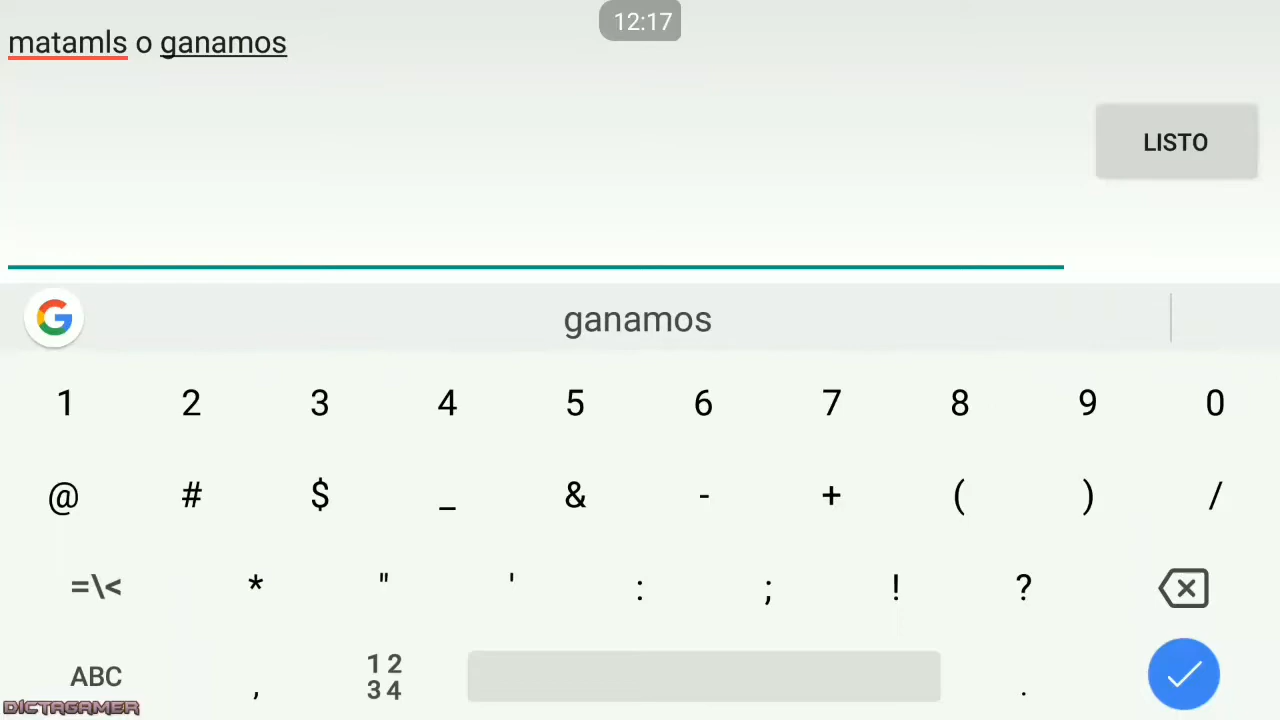 12:17
matamls o ganamos
LISTO
ganamos
1 2 3 4 5 6 7 8 9 0
@ # $ _ & - + ( ) /
=\< * " ' : ; ! ?
ABC , 1 2 3 4 .
DICTAGAMER